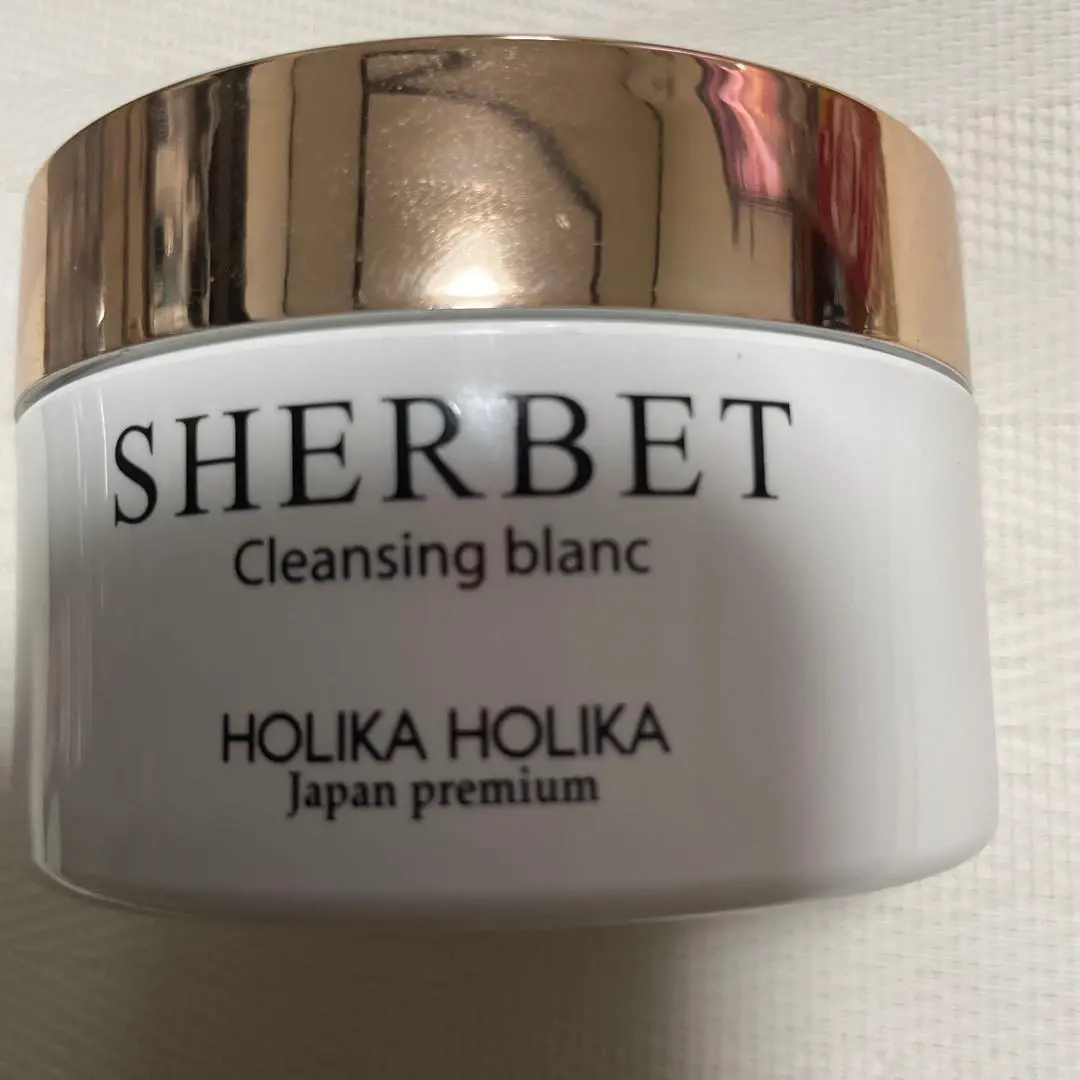 SHERBET
Cleansing blanc
HOLIKA HOLIKA
Japan premium